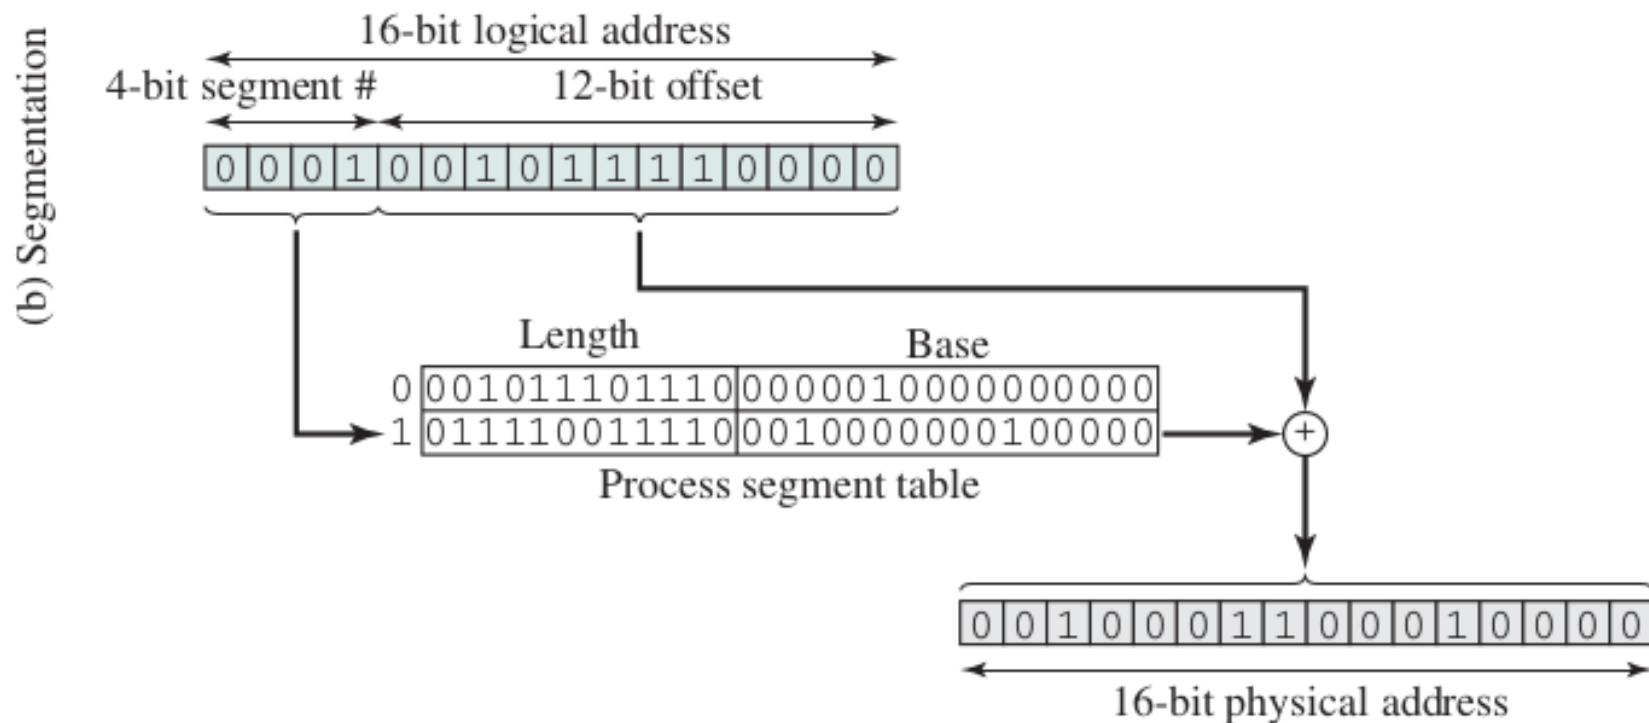 (b) Segmentation
16-bit logical address
4-bit segment # 12-bit offset
0 0 0 1 0 0 1 0 1 1 1 1 0 0 0 0
Length Base
0 001011101110 0000010000000000
1 011110011110 0010000000100000
+
Process segment table
0 0 1 0 0 0 1 1 0 0 0 1 0 0 0 0
16-bit physical address